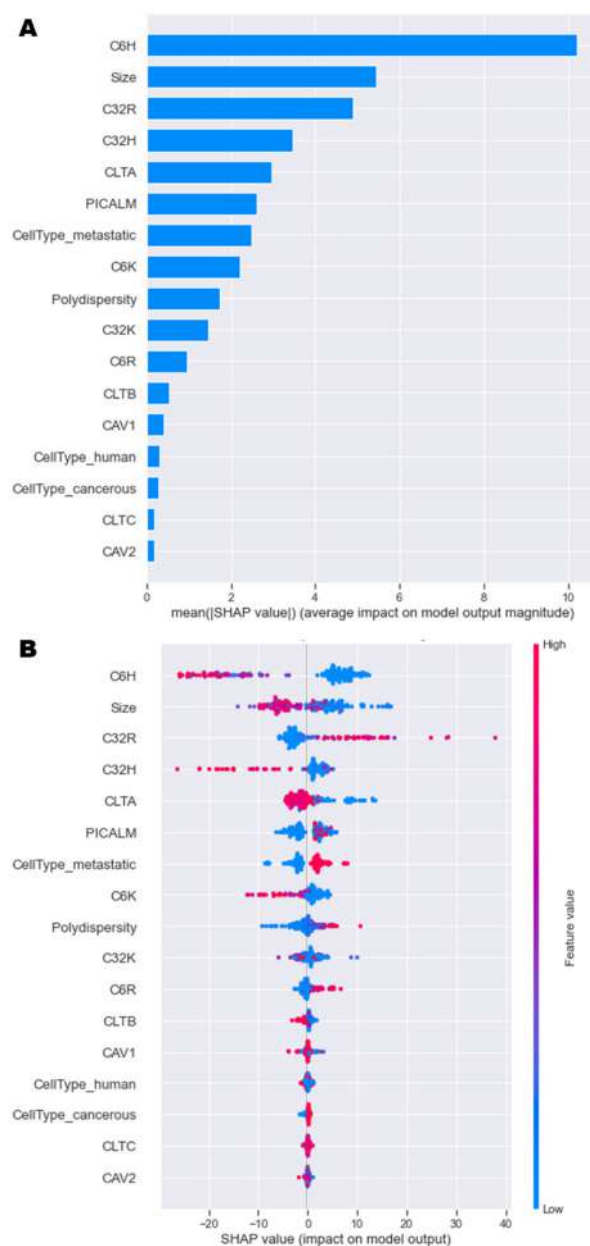 A
C6H
Size
C32R
C32H
CLTA
PICALM
CellType_metastatic
C6K
Polydispersity
C32K
C6R
CLTB
CAV1
CellType_human
CellType_cancerous
CLTC
CAV2
0 2 4 6 8 10
mean(|SHAP value|) (average impact on model output magnitude)
B
High
C6H
Size
C32R
C32H
CLTA
PICALM
CellType_metastatic
C6K
Polydispersity
C32K
C6R
CLTB
CAV1
CellType_human
CellType_cancerous
CLTC
CAV2
Feature value
Low
−20 −10 0 10 20 30 40
SHAP value (impact on model output)